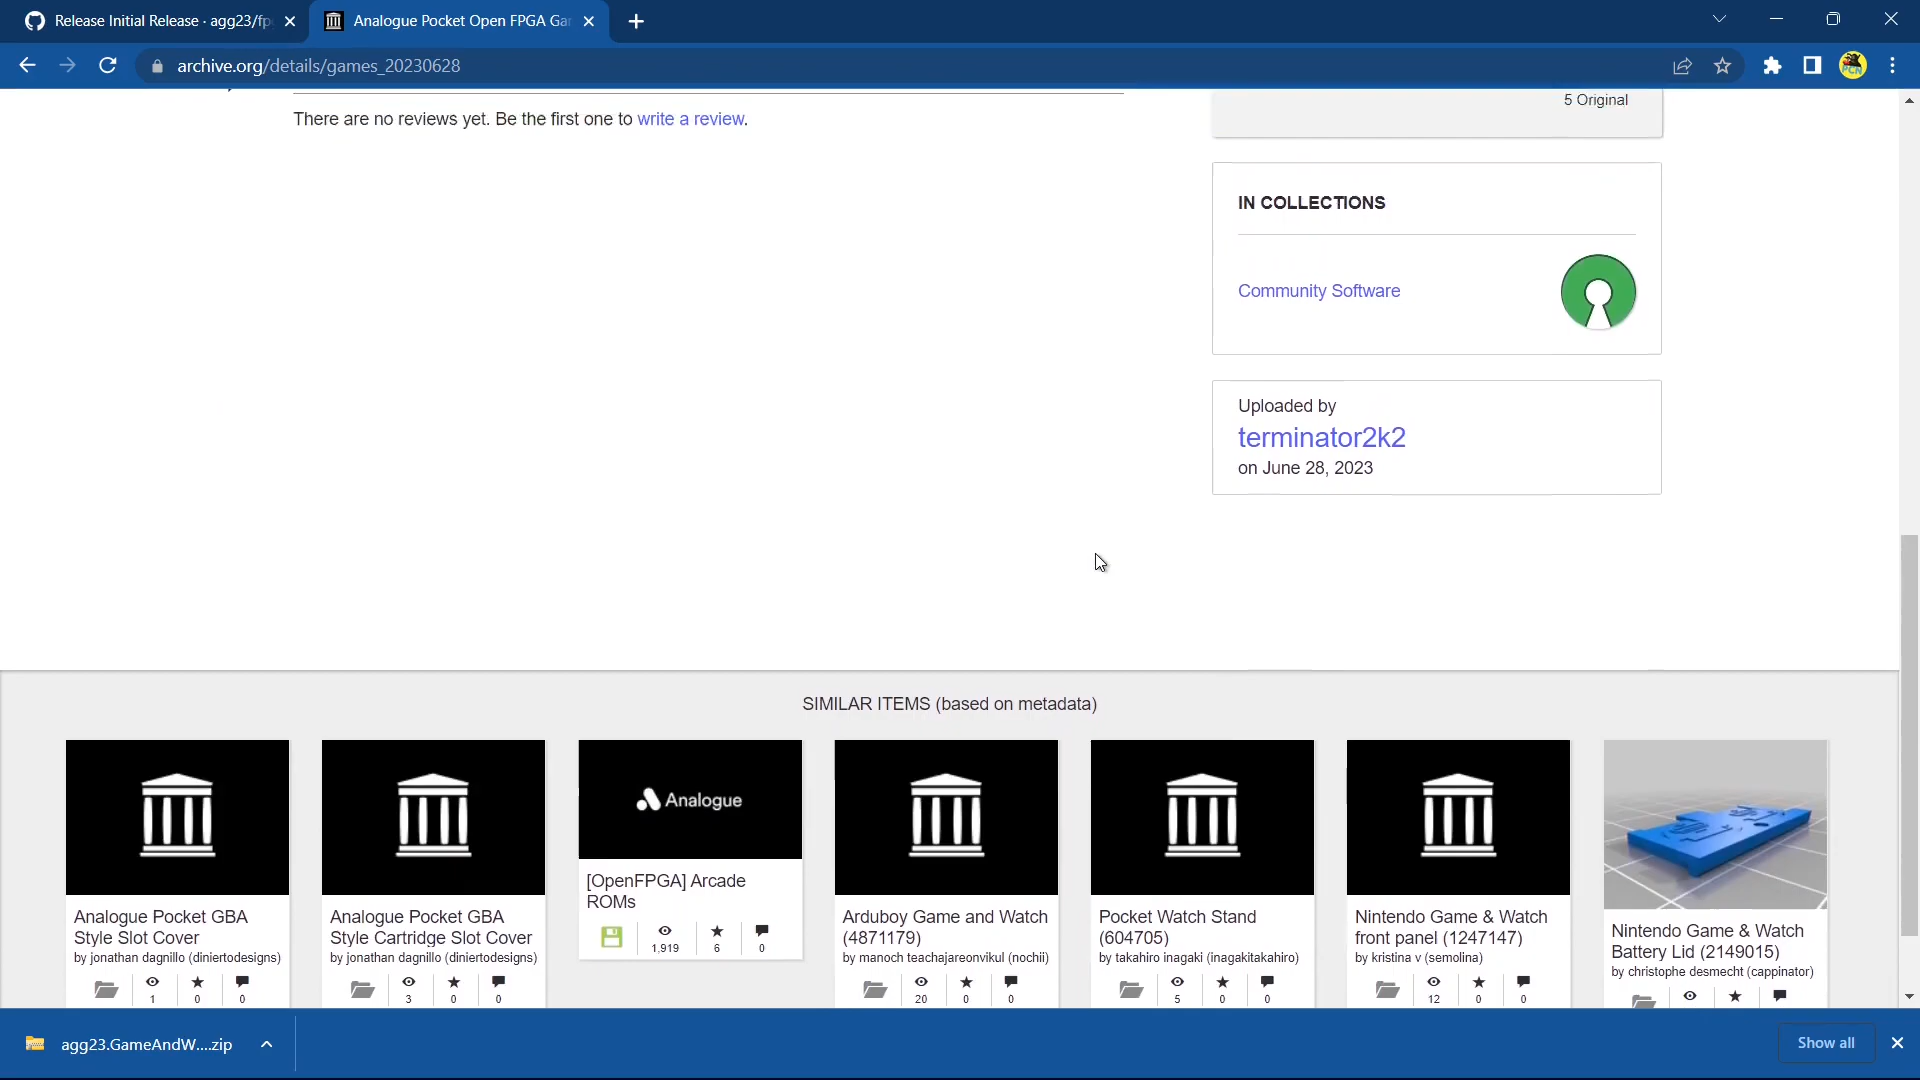 Release Initial Release · agg23/fp
Analogue Pocket Open FPGA Ga
archive.org/details/games_20230628
PCN
There are no reviews yet. Be the first one to write a review.
5 Original
IN COLLECTIONS
Community Software
Uploaded by
terminator2k2
on June 28, 2023
SIMILAR ITEMS (based on metadata)
Analogue
Analogue Pocket GBA
Style Slot Cover
by jonathan dagnillo (diniertodesigns)
1 0 0
Analogue Pocket GBA
Style Cartridge Slot Cover
by jonathan dagnillo (diniertodesigns)
3 0 0
[OpenFPGA] Arcade
ROMs
1,919 6 0
Arduboy Game and Watch
(4871179)
by manoch teachajareonvikul (nochii)
20 0 0
Pocket Watch Stand
(604705)
by takahiro inagaki (inagakitakahiro)
5 0 0
Nintendo Game & Watch
front panel (1247147)
by kristina v (semolina)
12 0 0
Nintendo Game & Watch
Battery Lid (2149015)
by christophe desmecht (cappinator)
agg23.GameAndW....zip
Show all